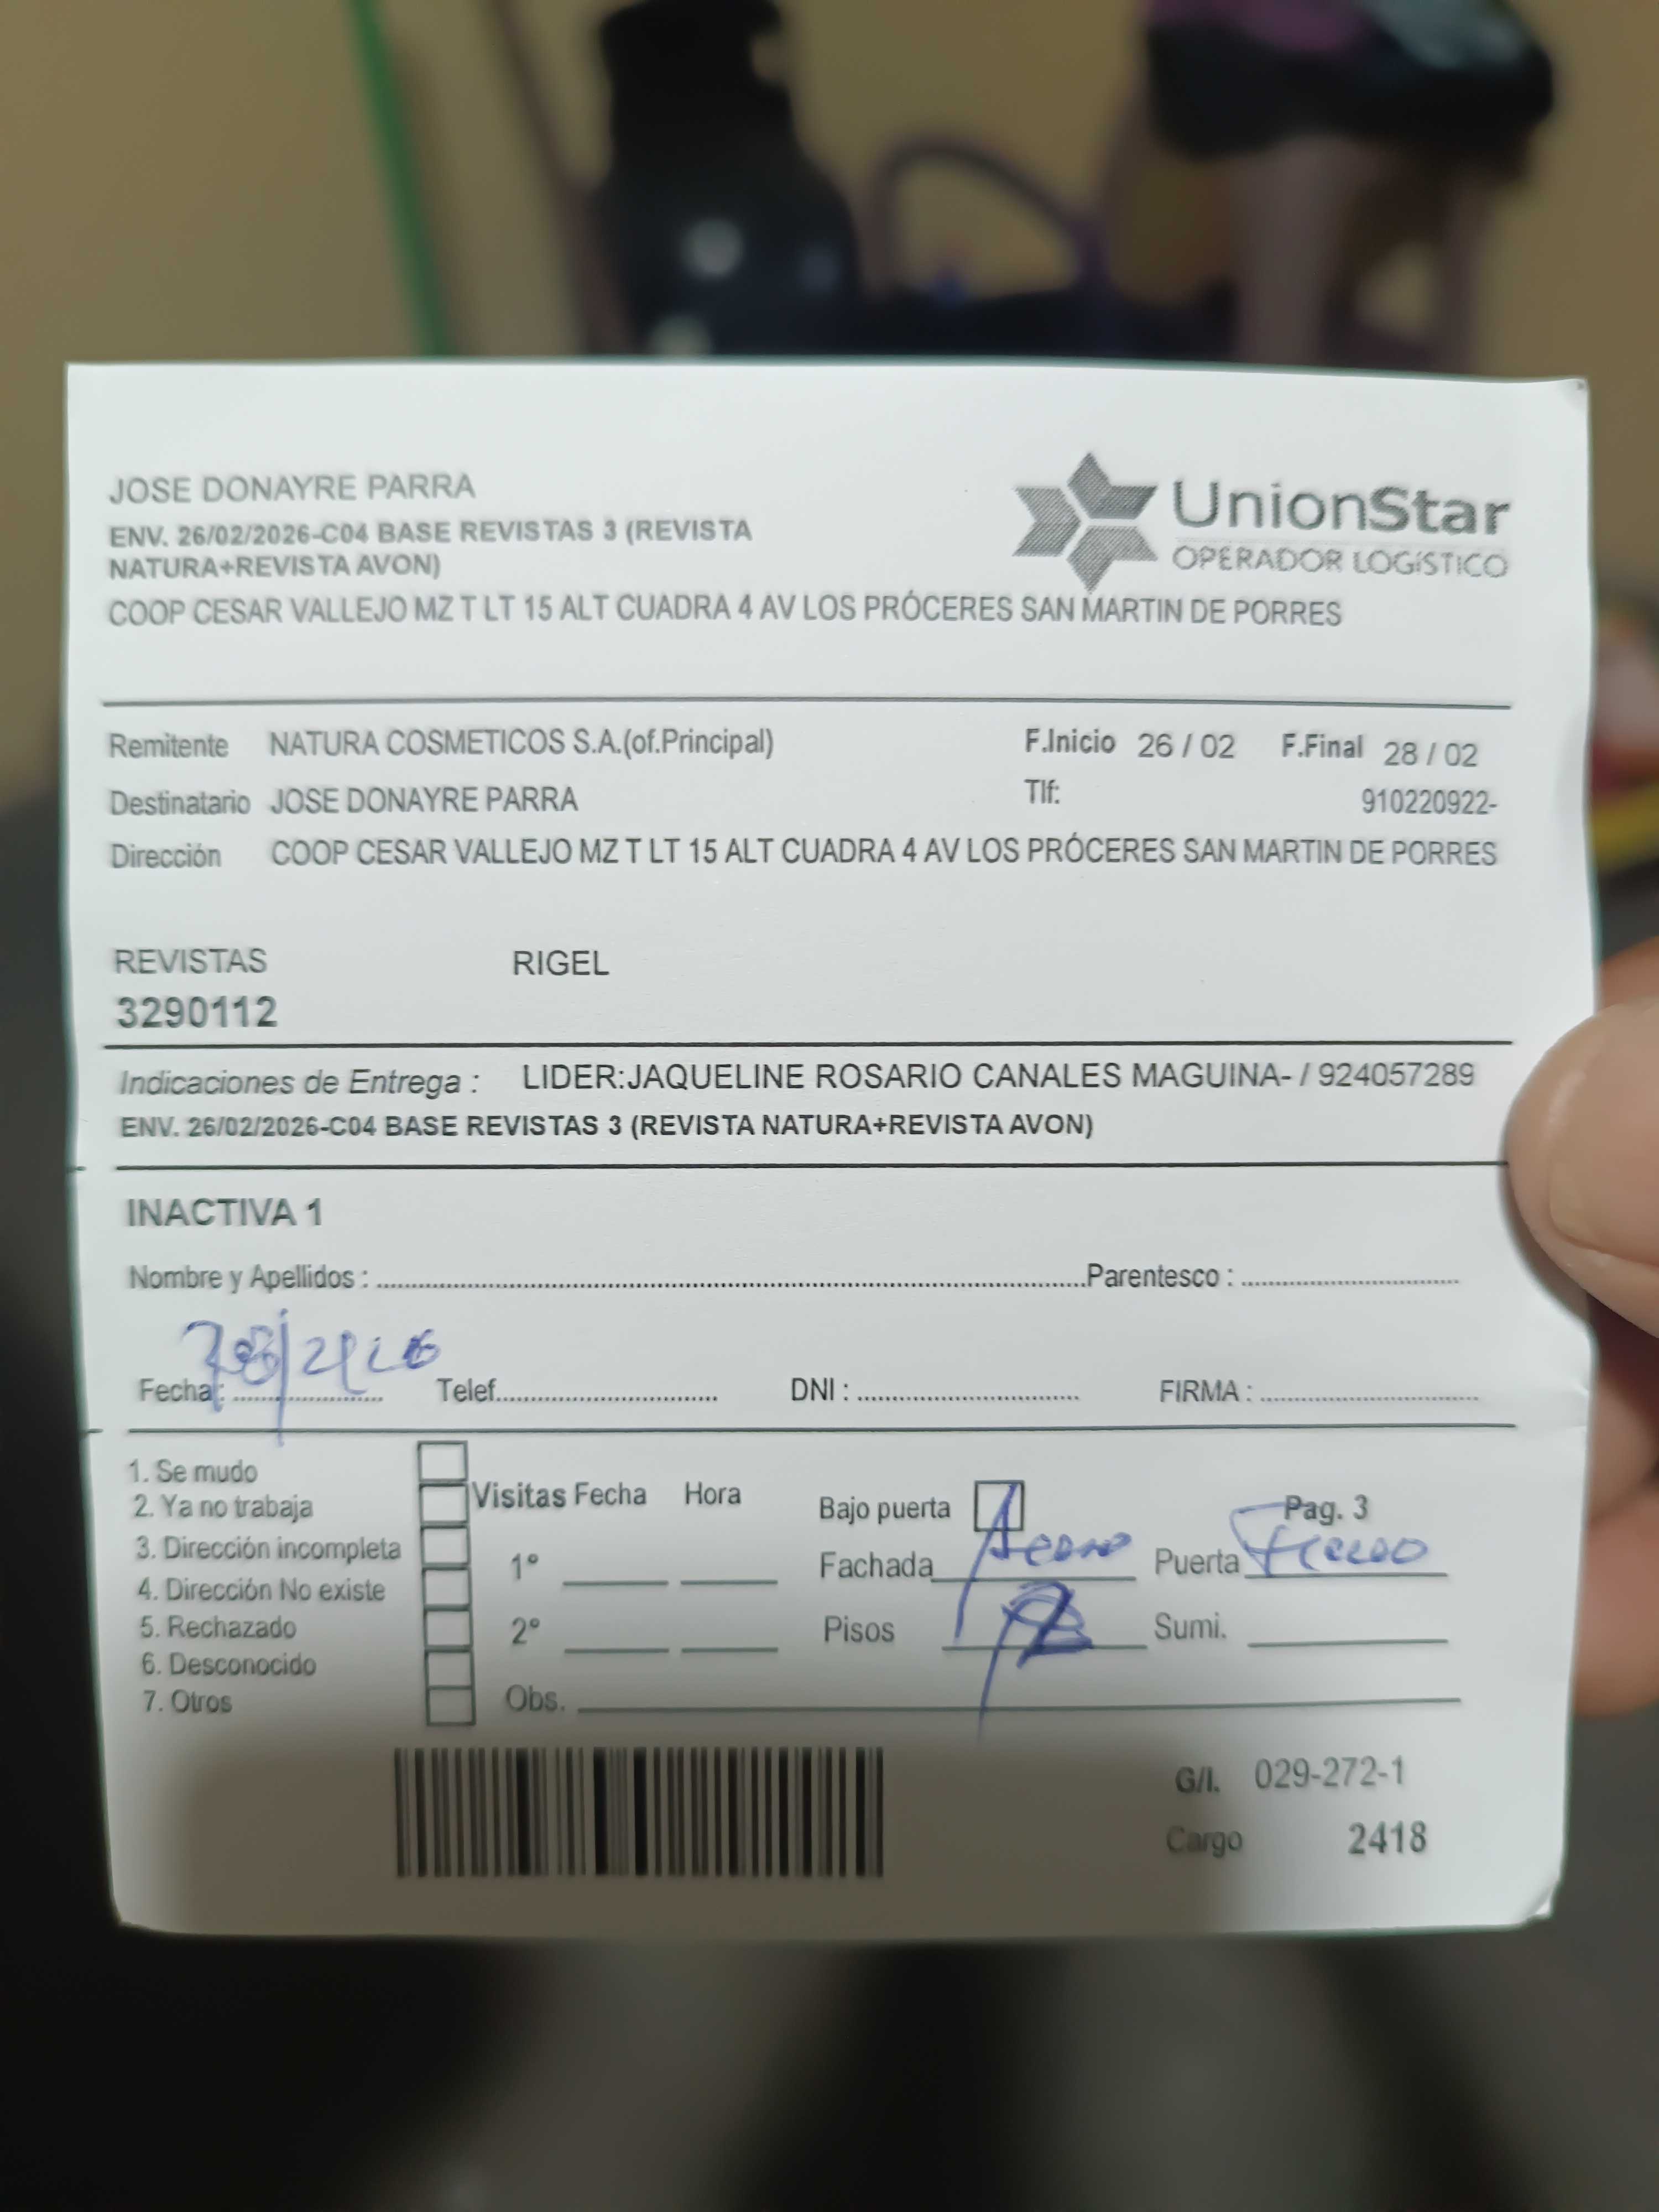 JOSE DONAYRE PARRA
UnionStar
OPERADOR LOGÍSTICO
ENV. 26/02/2026-C04 BASE REVISTAS 3 (REVISTA
NATURA+REVISTA AVON)
COOP CESAR VALLEJO MZ T LT 15 ALT CUADRA 4 AV LOS PRÓCERES SAN MARTIN DE PORRES
Remitente NATURA COSMETICOS S.A.(of.Principal) F.Inicio 26 / 02 F.Final 28 / 02
Destinatario JOSE DONAYRE PARRA Tlf: 910220922-
Dirección COOP CESAR VALLEJO MZ T LT 15 ALT CUADRA 4 AV LOS PRÓCERES SAN MARTIN DE PORRES
REVISTAS RIGEL
3290112
Indicaciones de Entrega : LIDER:JAQUELINE ROSARIO CANALES MAGUINA- / 924057289
ENV. 26/02/2026-C04 BASE REVISTAS 3 (REVISTA NATURA+REVISTA AVON)
INACTIVA 1
Nombre y Apellidos : Parentesco :
Fecha : Telef. DNI : FIRMA :
1. Se mudo
2. Ya no trabaja
3. Dirección incompleta
4. Dirección No existe
5. Rechazado
6. Desconocido
7. Otros
Visitas Fecha Hora
1°
2°
Obs.
Bajo puerta Pag. 3
Fachada Puerta
Pisos Sumi.
G/I. 029-272-1
Cargo 2418